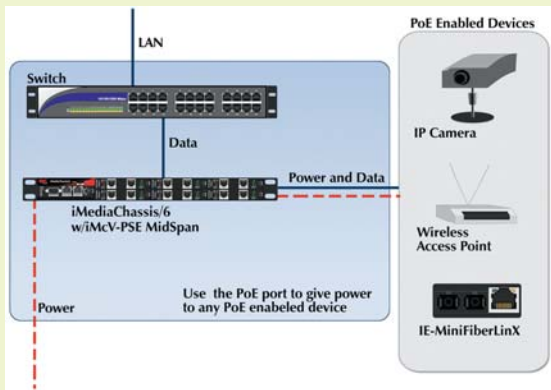 PoE Enabled Devices
LAN
Switch
IP Camera
Data
Power and Data
iMediaChassis/6
w/iMcV-PSE MidSpan
Wireless
Access Point
Use the PoE port to give power
to any PoE enabeled device
Power
IE-MiniFiberLinX